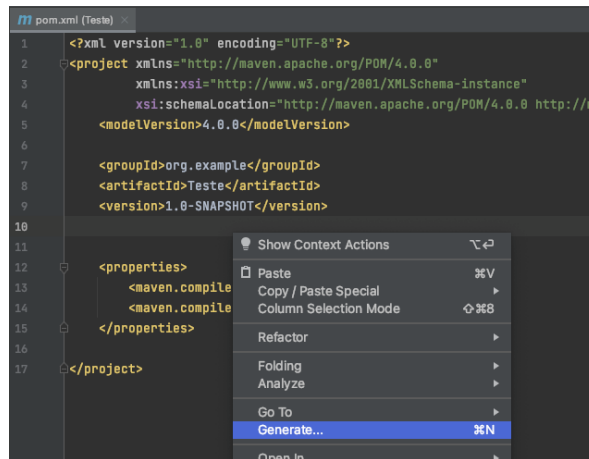 m pom.xml (Teste) ×
1 <?xml version="1.0" encoding="UTF-8"?>
2 <project xmlns="http://maven.apache.org/POM/4.0.0"
3 xmlns:xsi="http://www.w3.org/2001/XMLSchema-instance"
4 xsi:schemaLocation="http://maven.apache.org/POM/4.0.0 http://
5 <modelVersion>4.0.0</modelVersion>
6
7 <groupId>org.example</groupId>
8 <artifactId>Teste</artifactId>
9 <version>1.0-SNAPSHOT</version>
10
11
12 <properties>
13 <maven.compile
14 <maven.compile
15 </properties>
16
17 </project>
Show Context Actions ⌥↩
Paste ⌘V
Copy / Paste Special
Column Selection Mode ⇧⌘8
Refactor
Folding
Analyze
Go To
Generate... ⌘N
Open In